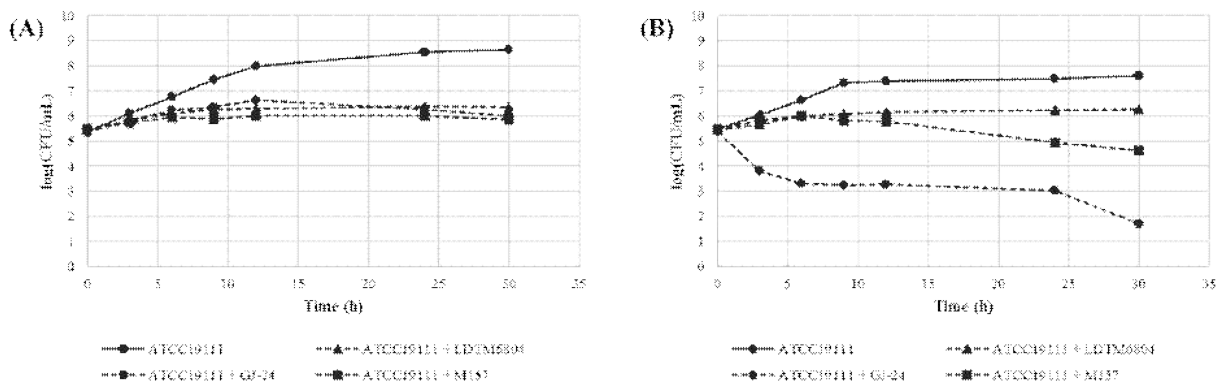 (A)
10
9
8
7
6
5
4
3
2
1
0
log(CFU/mL)
0 5 10 15 20 25 30 35
Time (h)
ATCC19111
ATCC19111 + LDTM6804
ATCC19111 + GJ-24
ATCC19111 + M157
(B)
10
9
8
7
6
5
4
3
2
1
0
log(CFU/mL)
0 5 10 15 20 25 30 35
Time (h)
ATCC19111
ATCC19111 + LDTM6804
ATCC19111 + GJ-24
ATCC19111 + M157